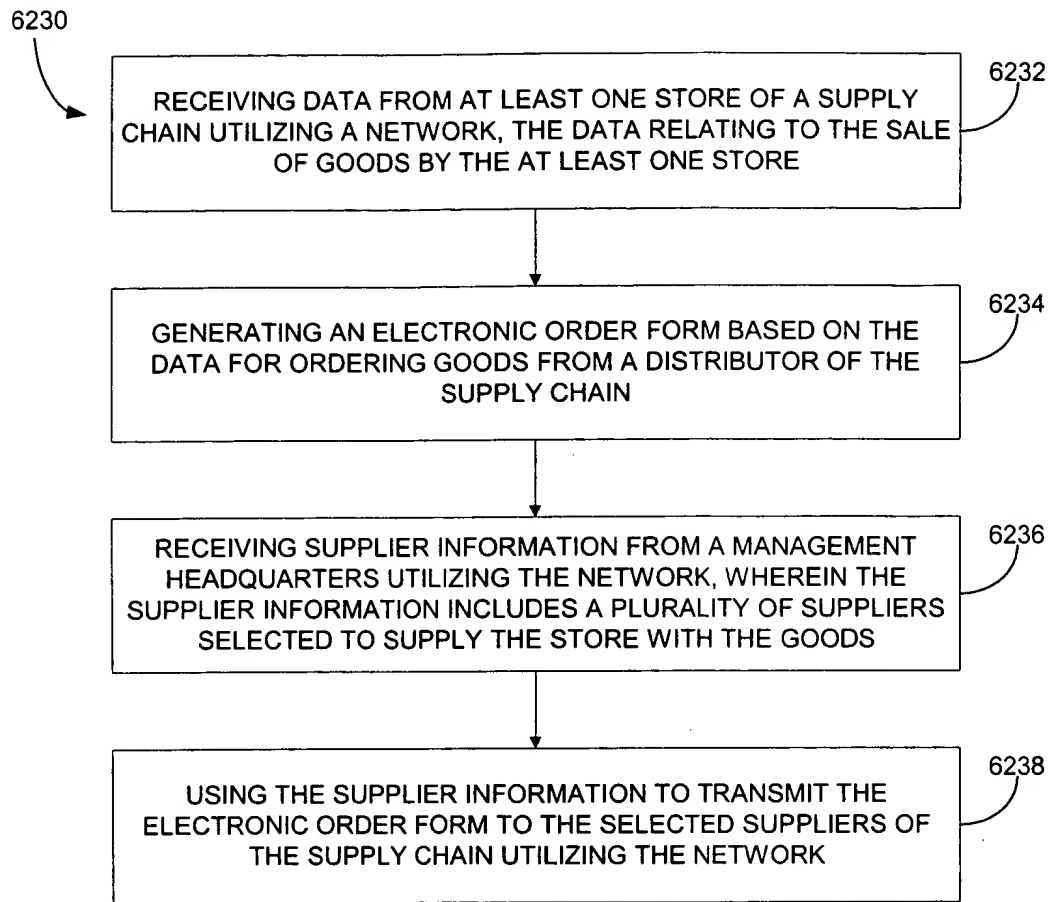 6230
6232
RECEIVING DATA FROM AT LEAST ONE STORE OF A SUPPLY
CHAIN UTILIZING A NETWORK, THE DATA RELATING TO THE SALE
OF GOODS BY THE AT LEAST ONE STORE
6234
GENERATING AN ELECTRONIC ORDER FORM BASED ON THE
DATA FOR ORDERING GOODS FROM A DISTRIBUTOR OF THE
SUPPLY CHAIN
6236
RECEIVING SUPPLIER INFORMATION FROM A MANAGEMENT
HEADQUARTERS UTILIZING THE NETWORK, WHEREIN THE
SUPPLIER INFORMATION INCLUDES A PLURALITY OF SUPPLIERS
SELECTED TO SUPPLY THE STORE WITH THE GOODS
6238
USING THE SUPPLIER INFORMATION TO TRANSMIT THE
ELECTRONIC ORDER FORM TO THE SELECTED SUPPLIERS OF
THE SUPPLY CHAIN UTILIZING THE NETWORK